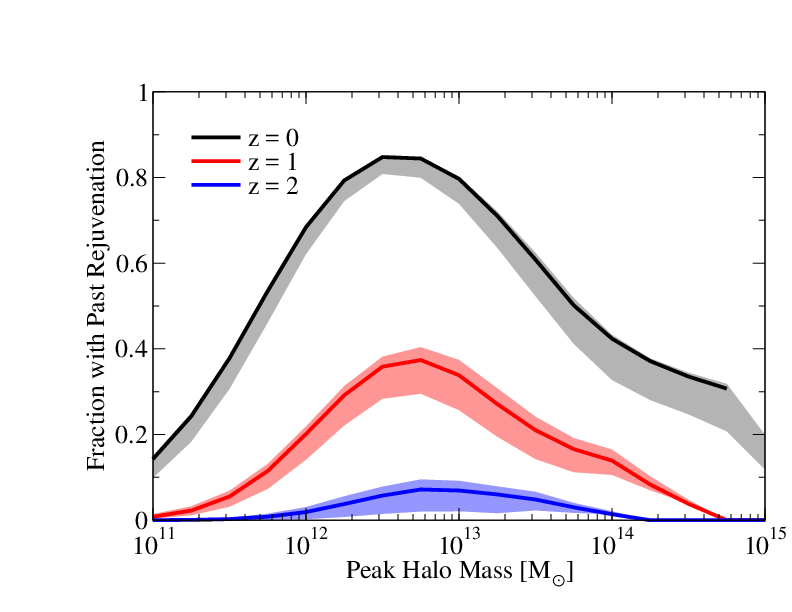 1
0.8
0.6
0.4
0.2
0
Fraction with Past Rejuvenation
z = 0
z = 1
z = 2
10^11 10^12 10^13 10^14 10^15
Peak Halo Mass [M⊙]